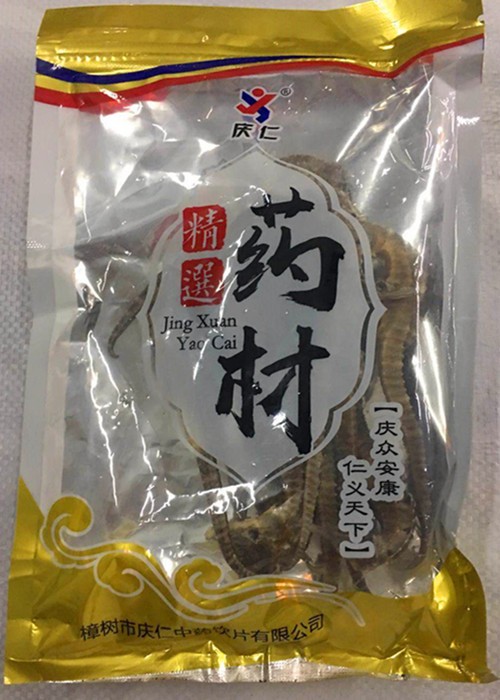 ®
庆仁
精選
药材
Jing Xuan
Yao Cai
【庆众安康
仁义天下】
樟树市庆仁中药饮片有限公司